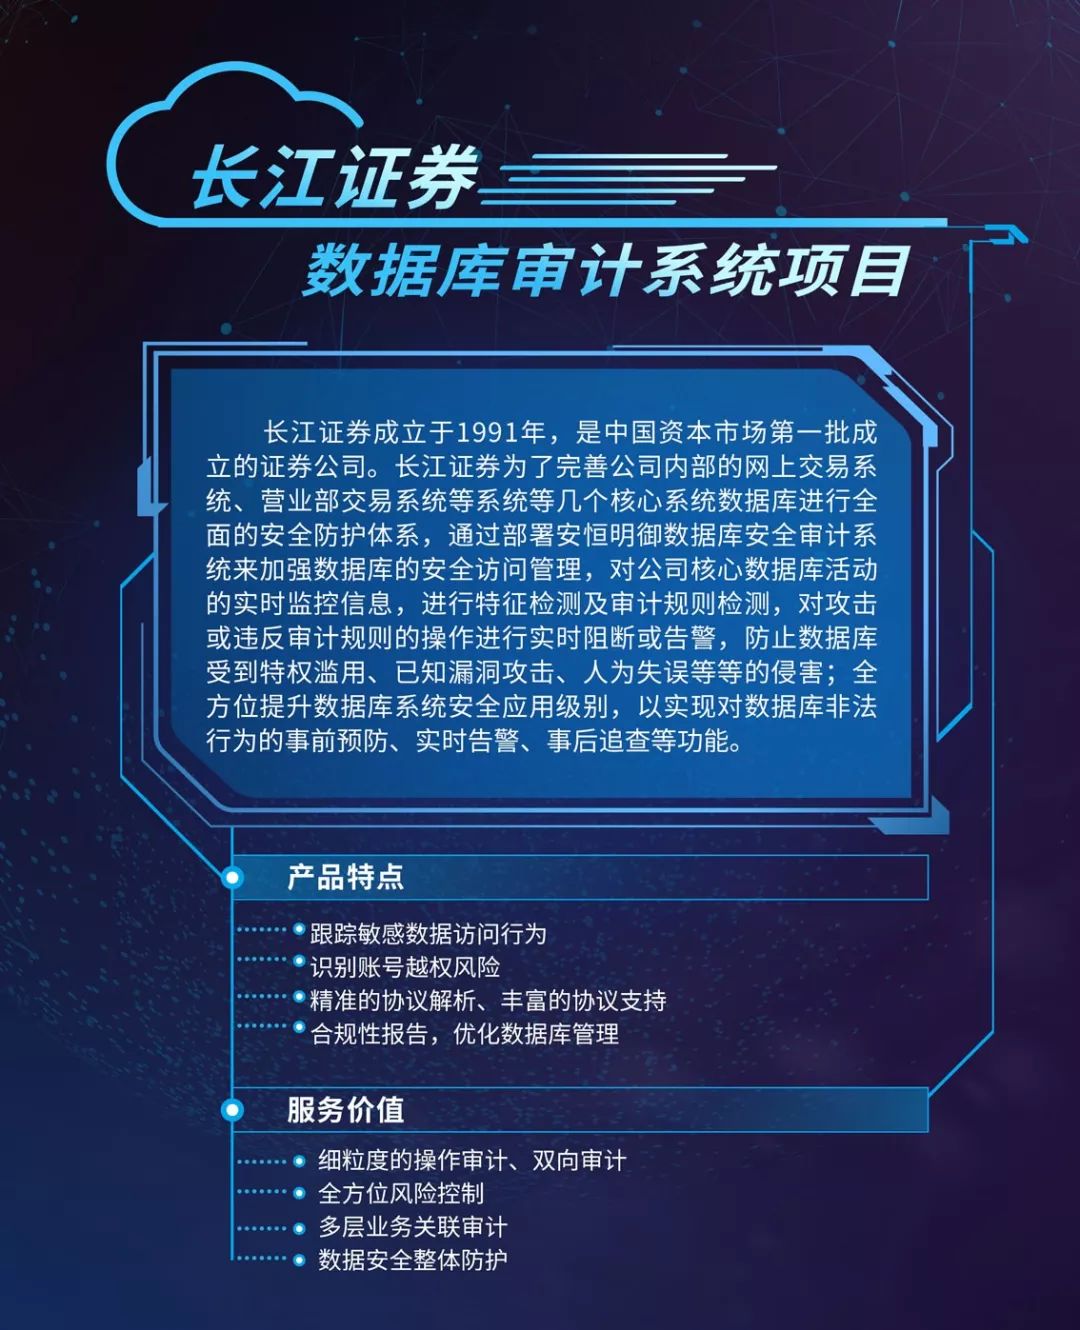 长江证券
数据库审计系统项目
长江证券成立于1991年，是中国资本市场第一批成
立的证券公司。长江证券为了完善公司内部的网上交易系
统、营业部交易系统等系统等几个核心系统数据库进行全
面的安全防护体系，通过部署安恒明御数据库安全审计系
统来加强数据库的安全访问管理，对公司核心数据库活动
的实时监控信息，进行特征检测及审计规则检测，对攻击
或违反审计规则的操作进行实时阻断或告警，防止数据库
受到特权滥用、已知漏洞攻击、人为失误等等的侵害；全
方位提升数据库系统安全应用级别，以实现对数据库非法
行为的事前预防、实时告警、事后追查等功能。
产品特点
跟踪敏感数据访问行为
识别账号越权风险
精准的协议解析、丰富的协议支持
合规性报告，优化数据库管理
服务价值
细粒度的操作审计、双向审计
全方位风险控制
多层业务关联审计
数据安全整体防护